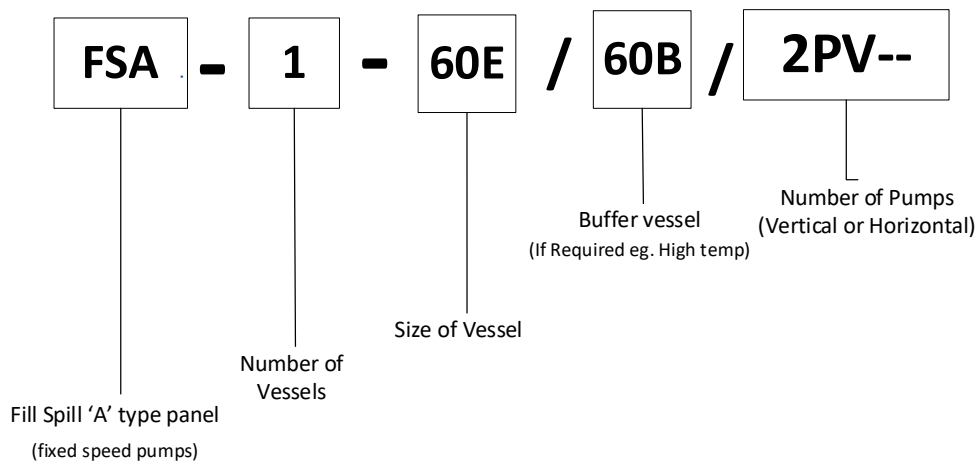 FSA - 1 - 60E / 60B / 2PV--
Number of Pumps
(Vertical or Horizontal)
Buffer vessel
(If Required eg. High temp)
Size of Vessel
Number of
Vessels
Fill Spill ‘A’ type panel
(fixed speed pumps)